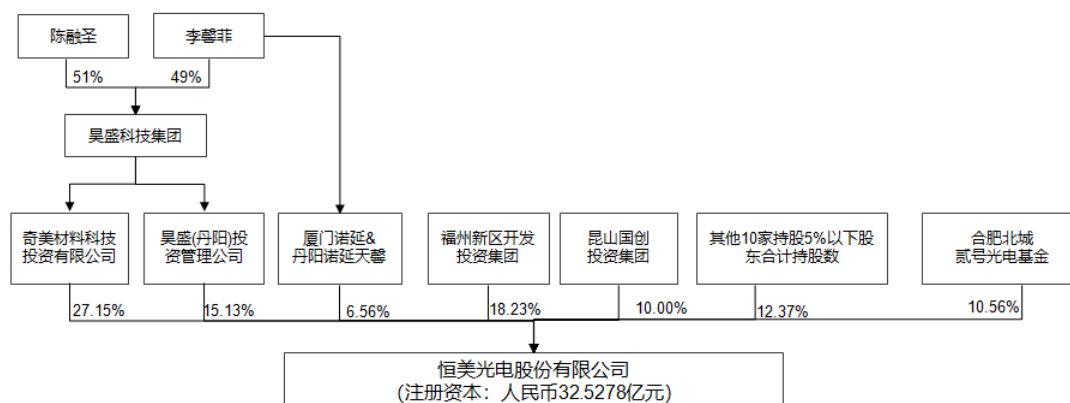 陈融圣
李馨菲
51%
49%
昊盛科技集团
奇美材料科技
投资有限公司
昊盛(丹阳)投
资管理公司
厦门诺延&
丹阳诺延天馨
福州新区开发
投资集团
昆山国创
投资集团
其他10家持股5%以下股
东合计持股数
合肥北城
贰号光电基金
27.15%
15.13%
6.56%
18.23%
10.00%
12.37%
10.56%
恒美光电股份有限公司
(注册资本：人民币32.5278亿元)